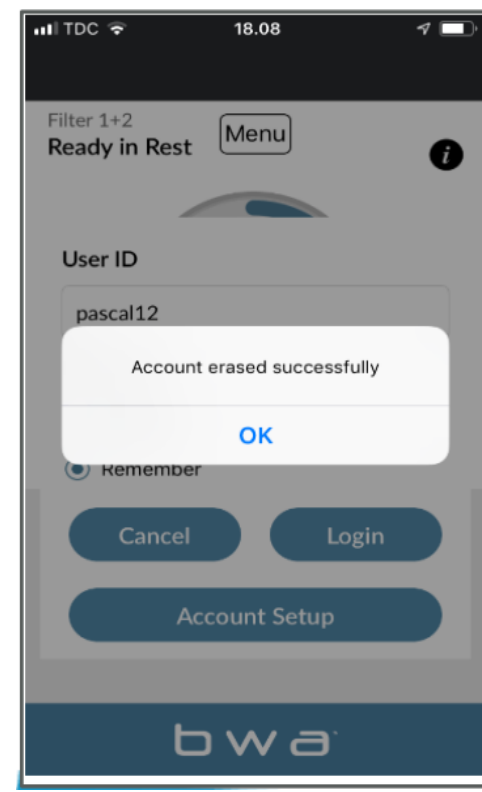 TDC 18.08
Filter 1+2
Ready in Rest Menu
i
User ID
pascal12
Account erased successfully
OK
Remember
Cancel Login
Account Setup
bwa